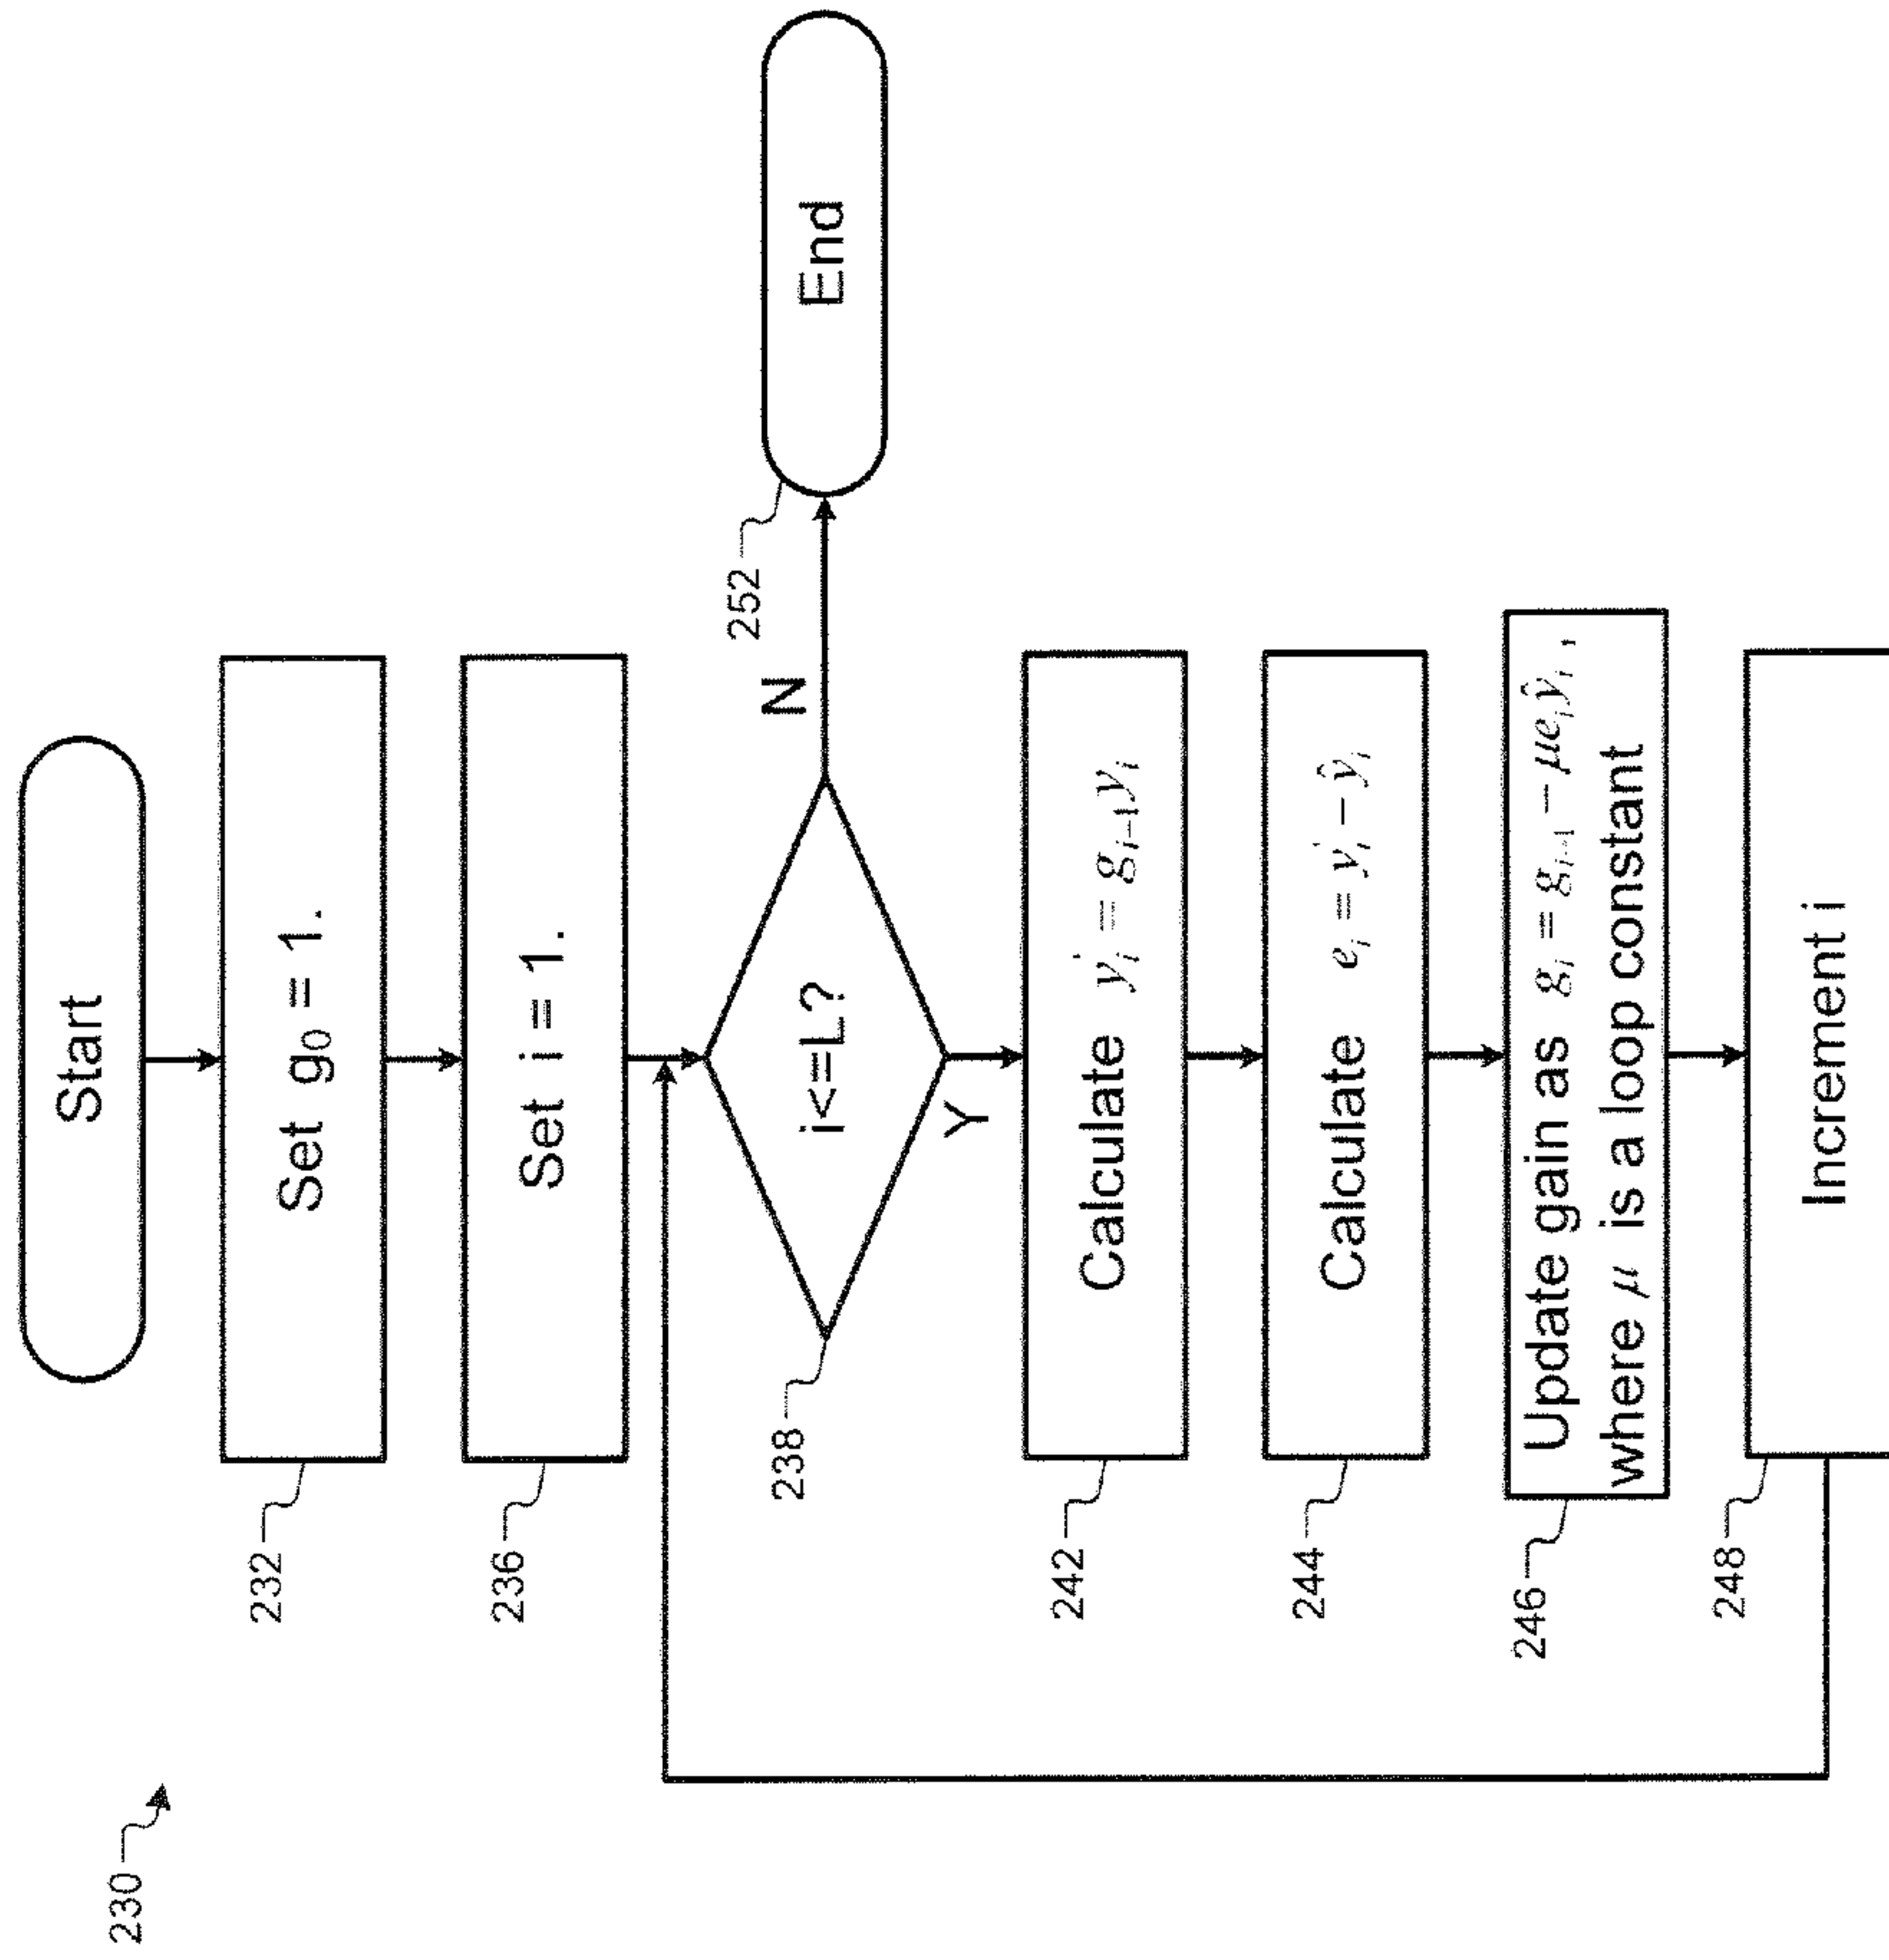 230
Start
232
Set g₀ = 1.
236
Set i = 1.
238
i<=L?
N
252
End
Y
242
Calculate y'ᵢ = gᵢ₋₁yᵢ
244
Calculate eᵢ = y'ᵢ − ŷᵢ
246
Update gain as gᵢ = gᵢ₋₁ − μeᵢŷᵢ,
where μ is a loop constant
248
Increment i